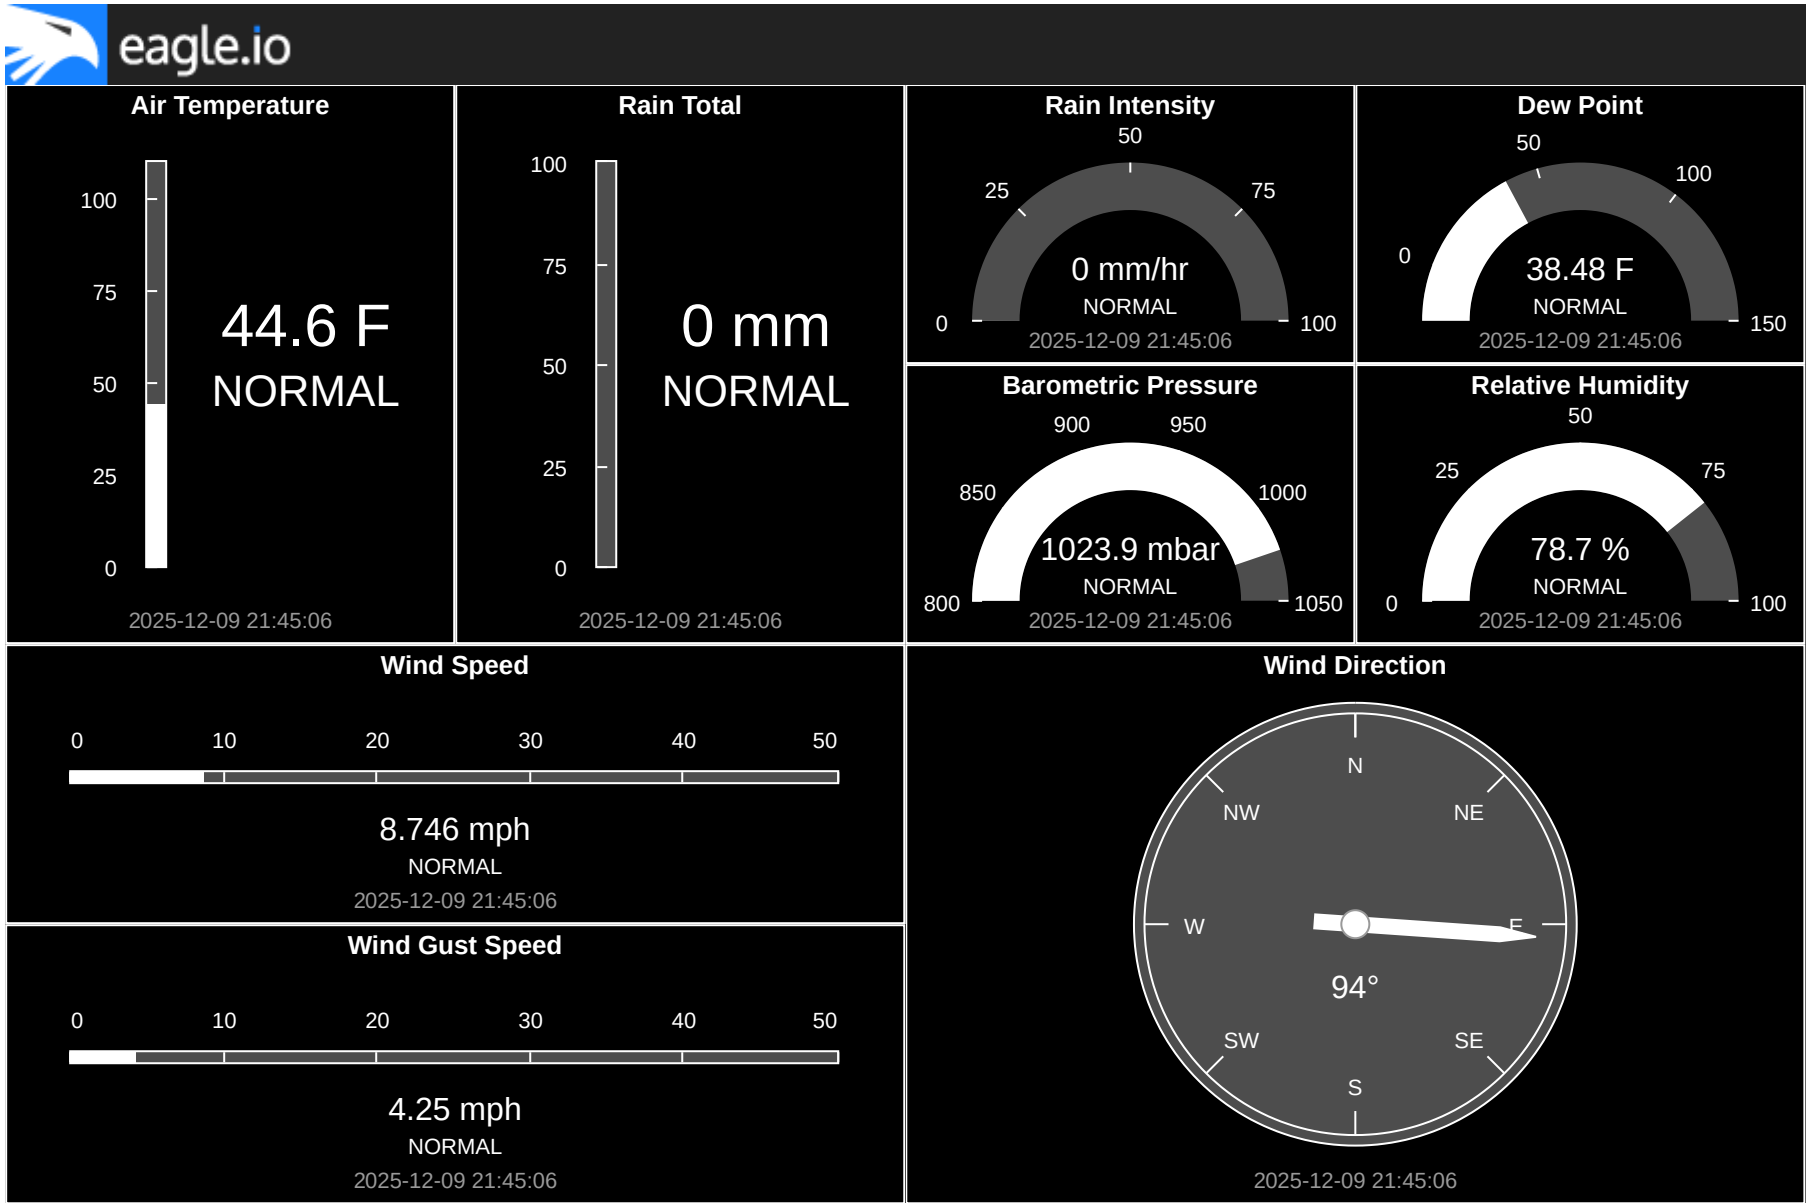 eagle.io
Air Temperature
100
75
50
25
0
44.6 F
NORMAL
2025-12-09 21:45:06
Rain Total
100
75
50
25
0
0 mm
NORMAL
2025-12-09 21:45:06
Rain Intensity
50
25
75
0
100
0 mm/hr
NORMAL
2025-12-09 21:45:06
Dew Point
50
100
0
150
38.48 F
NORMAL
2025-12-09 21:45:06
Barometric Pressure
900
950
850
1000
800
1050
1023.9 mbar
NORMAL
2025-12-09 21:45:06
Relative Humidity
50
25
75
0
100
78.7 %
NORMAL
2025-12-09 21:45:06
Wind Speed
0 10 20 30 40 50
8.746 mph
NORMAL
2025-12-09 21:45:06
Wind Gust Speed
0 10 20 30 40 50
4.25 mph
NORMAL
2025-12-09 21:45:06
Wind Direction
N
NW NE
W E
94°
SW SE
S
2025-12-09 21:45:06